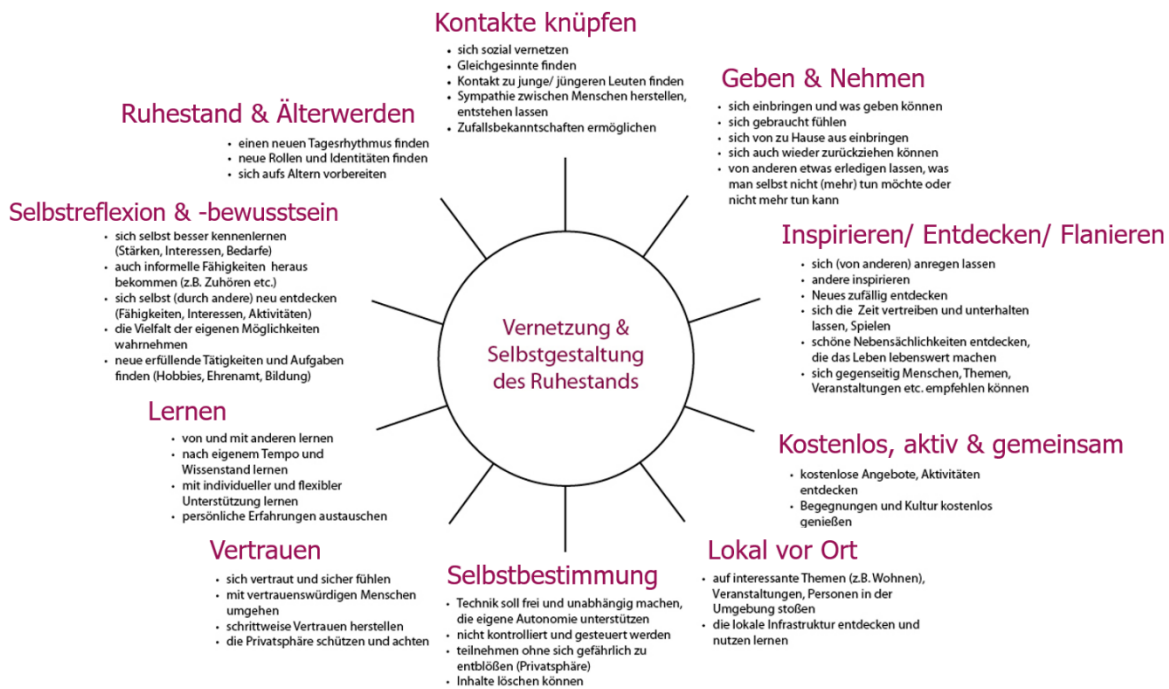 Kontakte knüpfen
• sich sozial vernetzen
• Gleichgesinnte finden
• Kontakt zu junge/ jüngeren Leuten finden
• Sympathie zwischen Menschen herstellen,
entstehen lassen
• Zufallsbekanntschaften ermöglichen
Geben & Nehmen
• sich einbringen und was geben können
• sich gebraucht fühlen
• sich von zu Hause aus einbringen
• sich auch wieder zurückziehen können
• von anderen etwas erledigen lassen, was
man selbst nicht (mehr) tun möchte oder
nicht mehr tun kann
Inspirieren/ Entdecken/ Flanieren
• sich (von anderen) anregen lassen
• andere inspirieren
• Neues zufällig entdecken
• sich die Zeit vertreiben und unterhalten
lassen, Spielen
• schöne Nebensächlichkeiten entdecken,
die das Leben lebenswert machen
• sich gegenseitig Menschen, Themen,
Veranstaltungen etc. empfehlen können
Kostenlos, aktiv & gemeinsam
• kostenlose Angebote, Aktivitäten
entdecken
• Begegnungen und Kultur kostenlos
genießen
Lokal vor Ort
• auf interessante Themen (z.B. Wohnen),
Veranstaltungen, Personen in der
Umgebung stoßen
• die lokale Infrastruktur entdecken und
nutzen lernen
Selbstbestimmung
• Technik soll frei und unabhängig machen,
die eigene Autonomie unterstützen
• nicht kontrolliert und gesteuert werden
• teilnehmen ohne sich gefährlich zu
entblößen (Privatsphäre)
• Inhalte löschen können
Vertrauen
• sich vertraut und sicher fühlen
• mit vertrauenswürdigen Menschen
umgehen
• schrittweise Vertrauen herstellen
• die Privatsphäre schützen und achten
Lernen
• von und mit anderen lernen
• nach eigenem Tempo und
Wissenstand lernen
• mit individueller und flexibler
Unterstützung lernen
• persönliche Erfahrungen austauschen
Selbstreflexion & -bewusstsein
• sich selbst besser kennenlernen
(Stärken, Interessen, Bedarfe)
• auch informelle Fähigkeiten heraus
bekommen (z.B. Zuhören etc.)
• sich selbst (durch andere) neu entdecken
(Fähigkeiten, Interessen, Aktivitäten)
• die Vielfalt der eigenen Möglichkeiten
wahrnehmen
• neue erfüllende Tätigkeiten und Aufgaben
finden (Hobbies, Ehrenamt, Bildung)
Ruhestand & Älterwerden
• einen neuen Tagesrhythmus finden
• neue Rollen und Identitäten finden
• sich aufs Altern vorbereiten
Vernetzung &
Selbstgestaltung
des Ruhestands